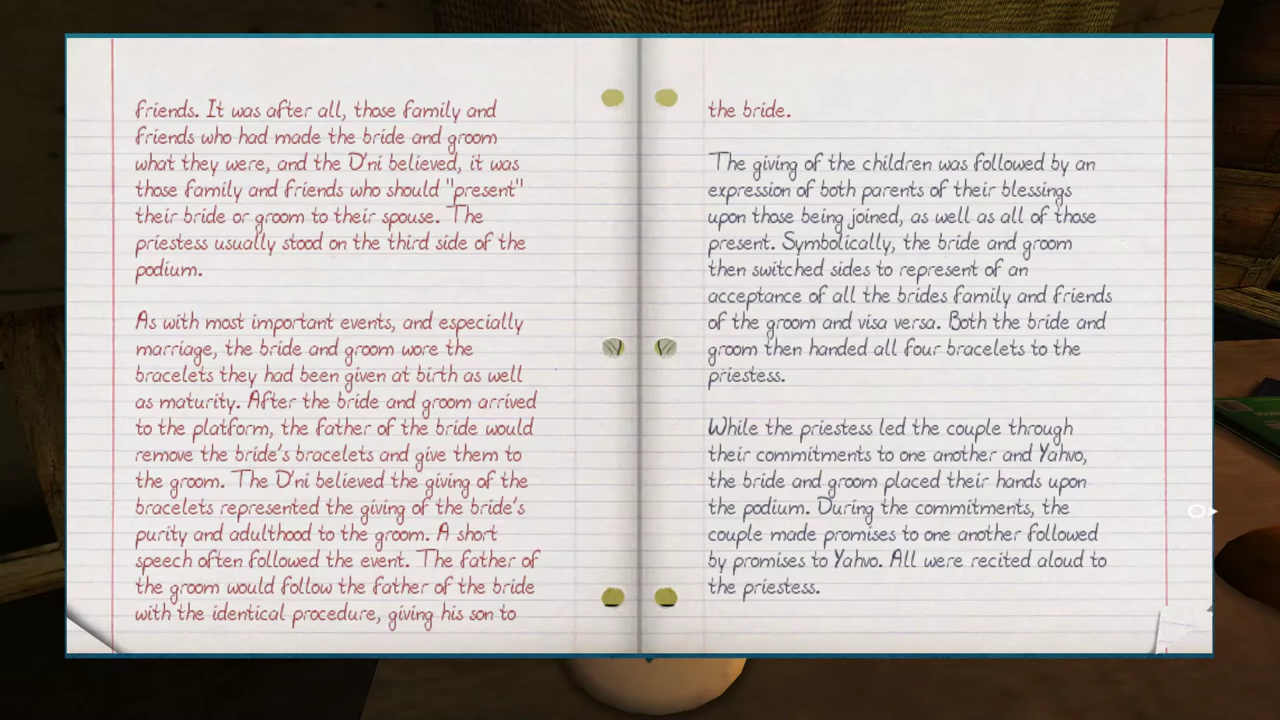 friends. It was after all, those family and
friends who had made the bride and groom
what they were, and the D'ni believed, it was
those family and friends who should "present"
their bride or groom to their spouse. The
priestess usually stood on the third side of the
podium.
As with most important events, and especially
marriage, the bride and groom wore the
bracelets they had been given at birth as well
as maturity. After the bride and groom arrived
to the platform, the father of the bride would
remove the bride's bracelets and give them to
the groom. The D'ni believed the giving of the
bracelets represented the giving of the bride's
purity and adulthood to the groom. A short
speech often followed the event. The father of
the groom would follow the father of the bride
with the identical procedure, giving his son to
the bride.
The giving of the children was followed by an
expression of both parents of their blessings
upon those being joined, as well as all of those
present. Symbolically, the bride and groom
then switched sides to represent of an
acceptance of all the brides family and friends
of the groom and visa versa. Both the bride and
groom then handed all four bracelets to the
priestess.
While the priestess led the couple through
their commitments to one another and Yahvo,
the bride and groom placed their hands upon
the podium. During the commitments, the
couple made promises to one another followed
by promises to Yahvo. All were recited aloud to
the priestess.